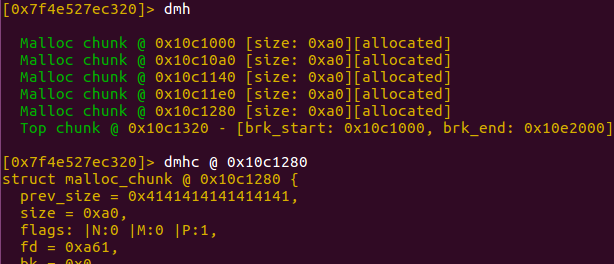 [0x7f4e527ec320]> dmh
Malloc chunk @ 0x10c1000 [size: 0xa0][allocated]
Malloc chunk @ 0x10c10a0 [size: 0xa0][allocated]
Malloc chunk @ 0x10c1140 [size: 0xa0][allocated]
Malloc chunk @ 0x10c11e0 [size: 0xa0][allocated]
Malloc chunk @ 0x10c1280 [size: 0xa0][allocated]
Top chunk @ 0x10c1320 - [brk_start: 0x10c1000, brk_end: 0x10e2000]
[0x7f4e527ec320]> dmhc @ 0x10c1280
struct malloc_chunk @ 0x10c1280 {
prev_size = 0x4141414141414141,
size = 0xa0,
flags: |N:0 |M:0 |P:1,
fd = 0xa61,
bk = 0x0